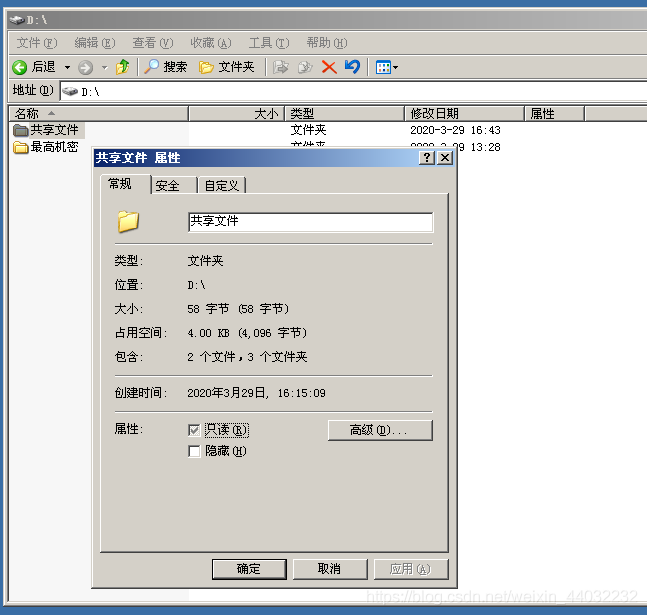 D:\
文件(F) 编辑(E) 查看(V) 收藏(A) 工具(T) 帮助(H)
后退 搜索 文件夹
地址(D) D:\
名称 大小 类型 修改日期 属性
共享文件 文件夹 2020-3-29 16:43
最高机密 文件夹 2020-3-29 13:28
共享文件 属性
常规 安全 自定义
共享文件
类型: 文件夹
位置: D:\
大小: 58 字节 (58 字节)
占用空间: 4.00 KB (4,096 字节)
包含: 2 个文件，3 个文件夹
创建时间: 2020年3月29日, 16:15:09
属性: 只读(R) 高级(D)...
隐藏(H)
确定 取消 应用(A)
https://blog.csdn.net/weixin_44032232